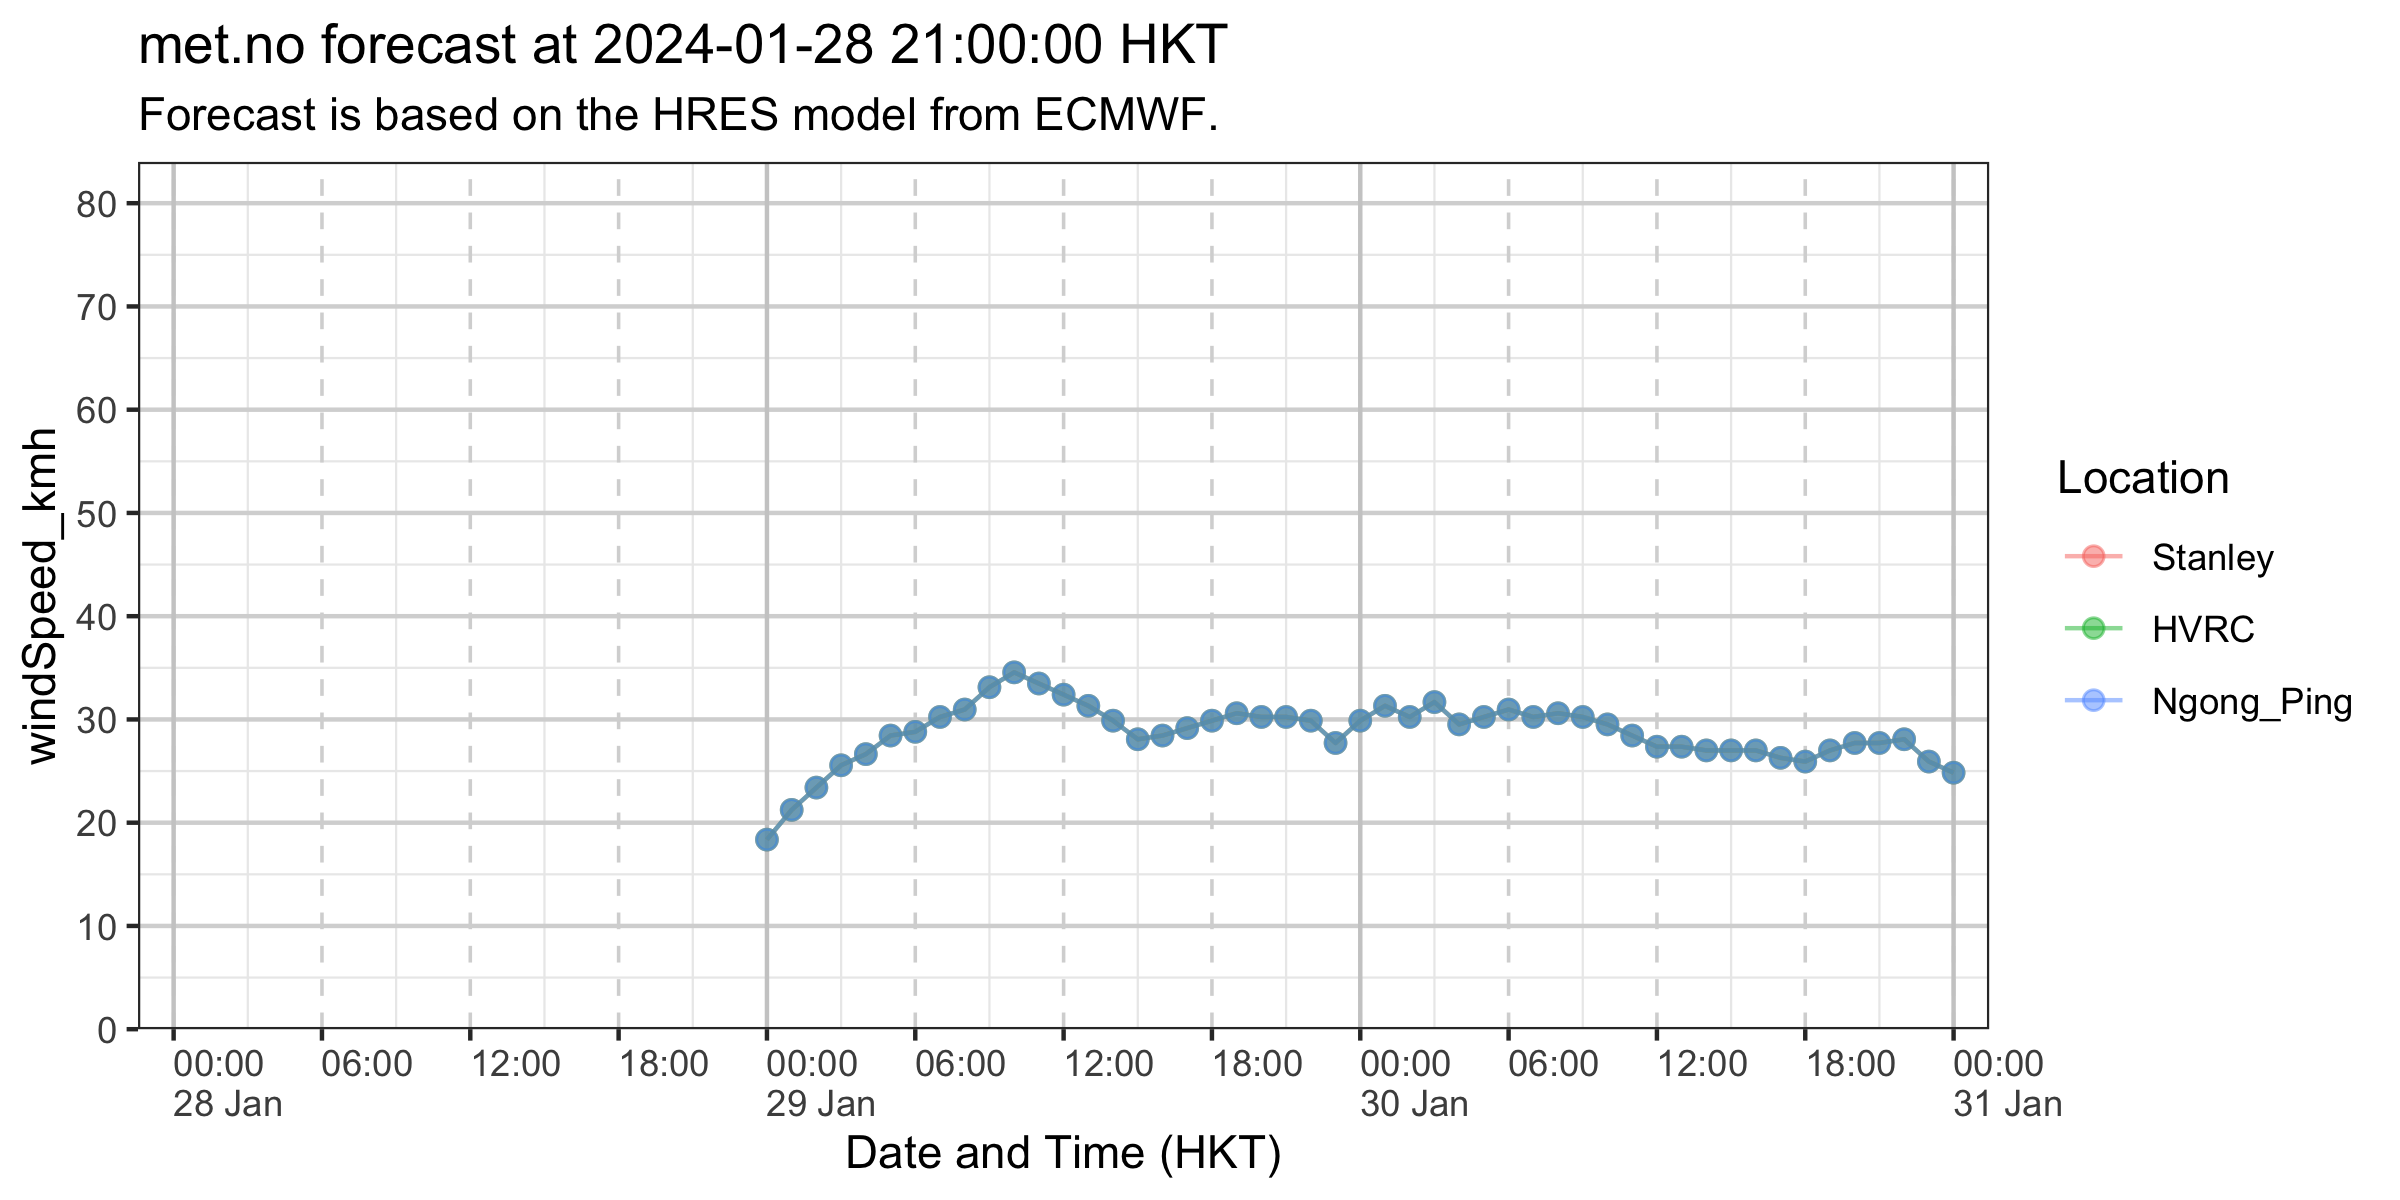 met.no forecast at 2024-01-28 21:00:00 HKT
Forecast is based on the HRES model from ECMWF.
windSpeed_kmh
80
70
60
50
40
30
20
10
0
00:00 06:00 12:00 18:00 00:00 06:00 12:00 18:00 00:00 06:00 12:00 18:00 00:00
28 Jan 29 Jan 30 Jan 31 Jan
Date and Time (HKT)
Location
Stanley
HVRC
Ngong_Ping